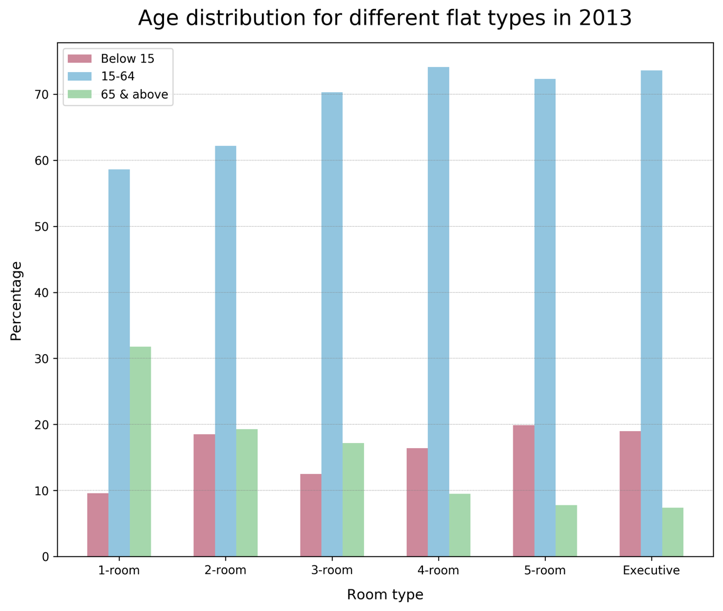 Age distribution for different flat types in 2013
Below 15
15-64
65 & above
70
60
50
40
30
20
10
0
Percentage
1-room 2-room 3-room 4-room 5-room Executive
Room type